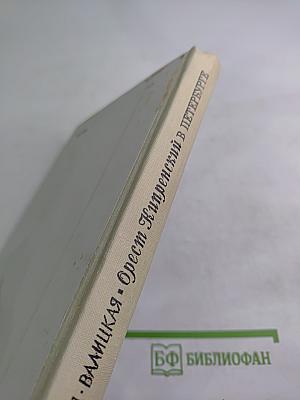 ВАЛИЦКАЯ • Орест Кипренский В ПЕТЕРБУРГЕ
БФ БИБЛИОФАН